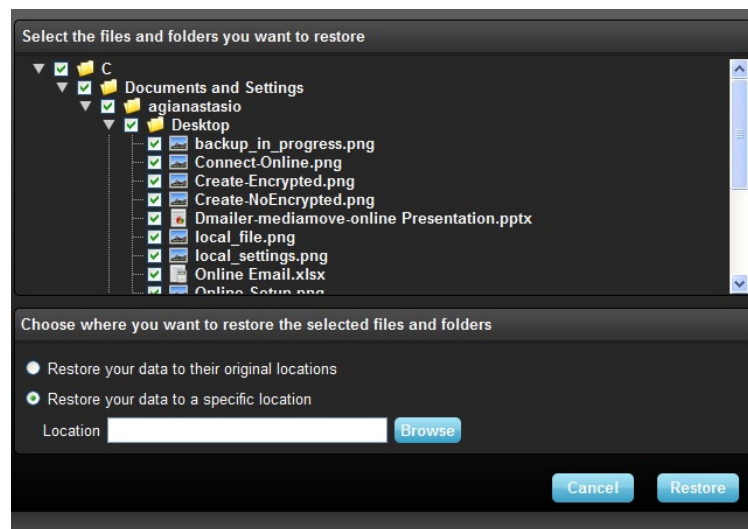 Select the files and folders you want to restore
C
Documents and Settings
agianastasio
Desktop
backup_in_progress.png
Connect-Online.png
Create-Encrypted.png
Create-NoEncrypted.png
Dmailer-mediamove-online Presentation.pptx
local_file.png
local_settings.png
Online Email.xlsx
Online-Setup.png
Choose where you want to restore the selected files and folders
Restore your data to their original locations
Restore your data to a specific location
Location Browse
Cancel Restore